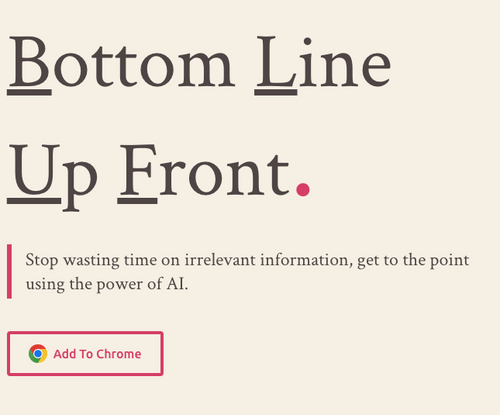 Bottom Line
Up Front.
Stop wasting time on irrelevant information, get to the point
using the power of AI.
Add To Chrome